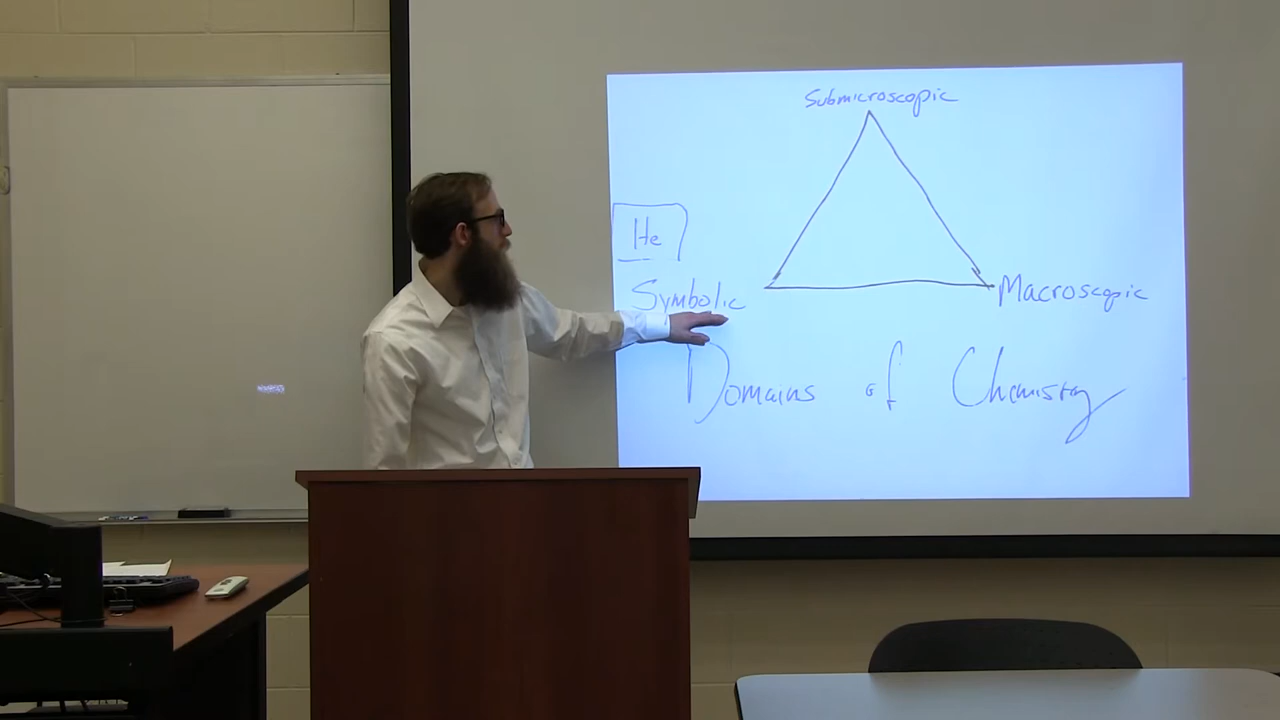 Submicroscopic
He
Symbolic
Macroscopic
Domains of Chemistry